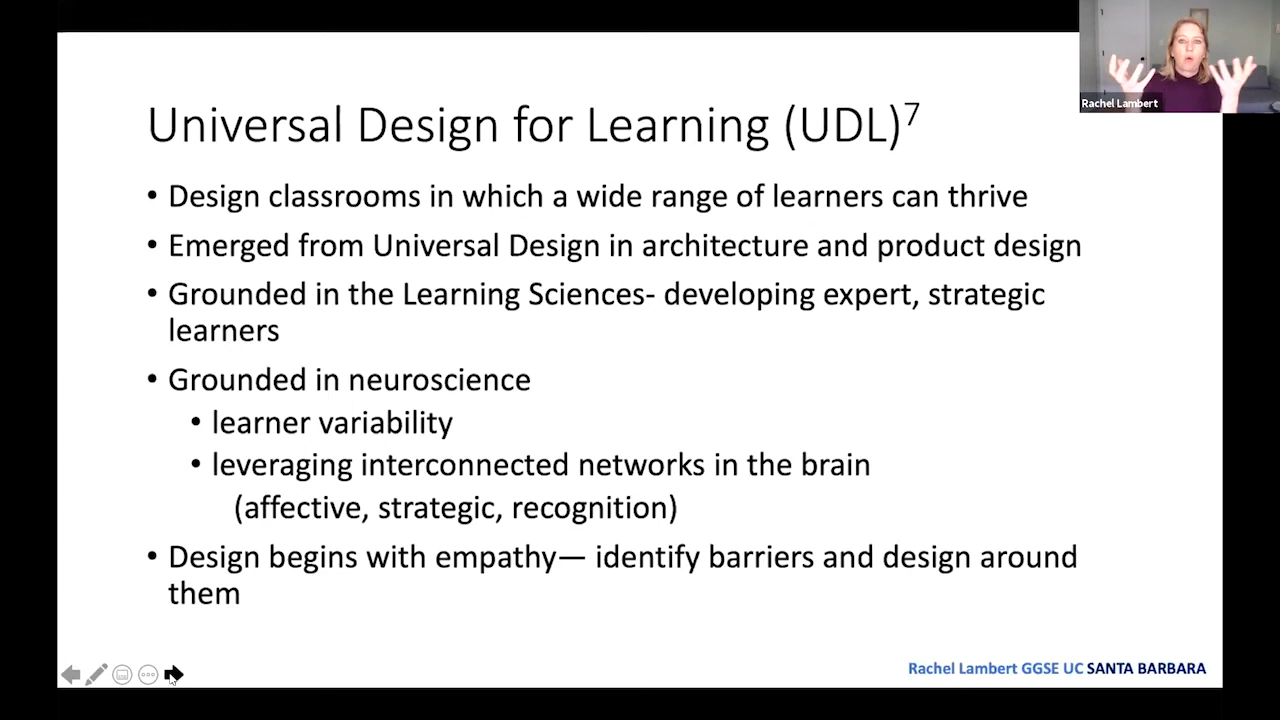 Rachel Lambert
Universal Design for Learning (UDL)7
• Design classrooms in which a wide range of learners can thrive
• Emerged from Universal Design in architecture and product design
• Grounded in the Learning Sciences- developing expert, strategic
learners
• Grounded in neuroscience
• learner variability
• leveraging interconnected networks in the brain
(affective, strategic, recognition)
• Design begins with empathy— identify barriers and design around
them
Rachel Lambert GGSE UC SANTA BARBARA